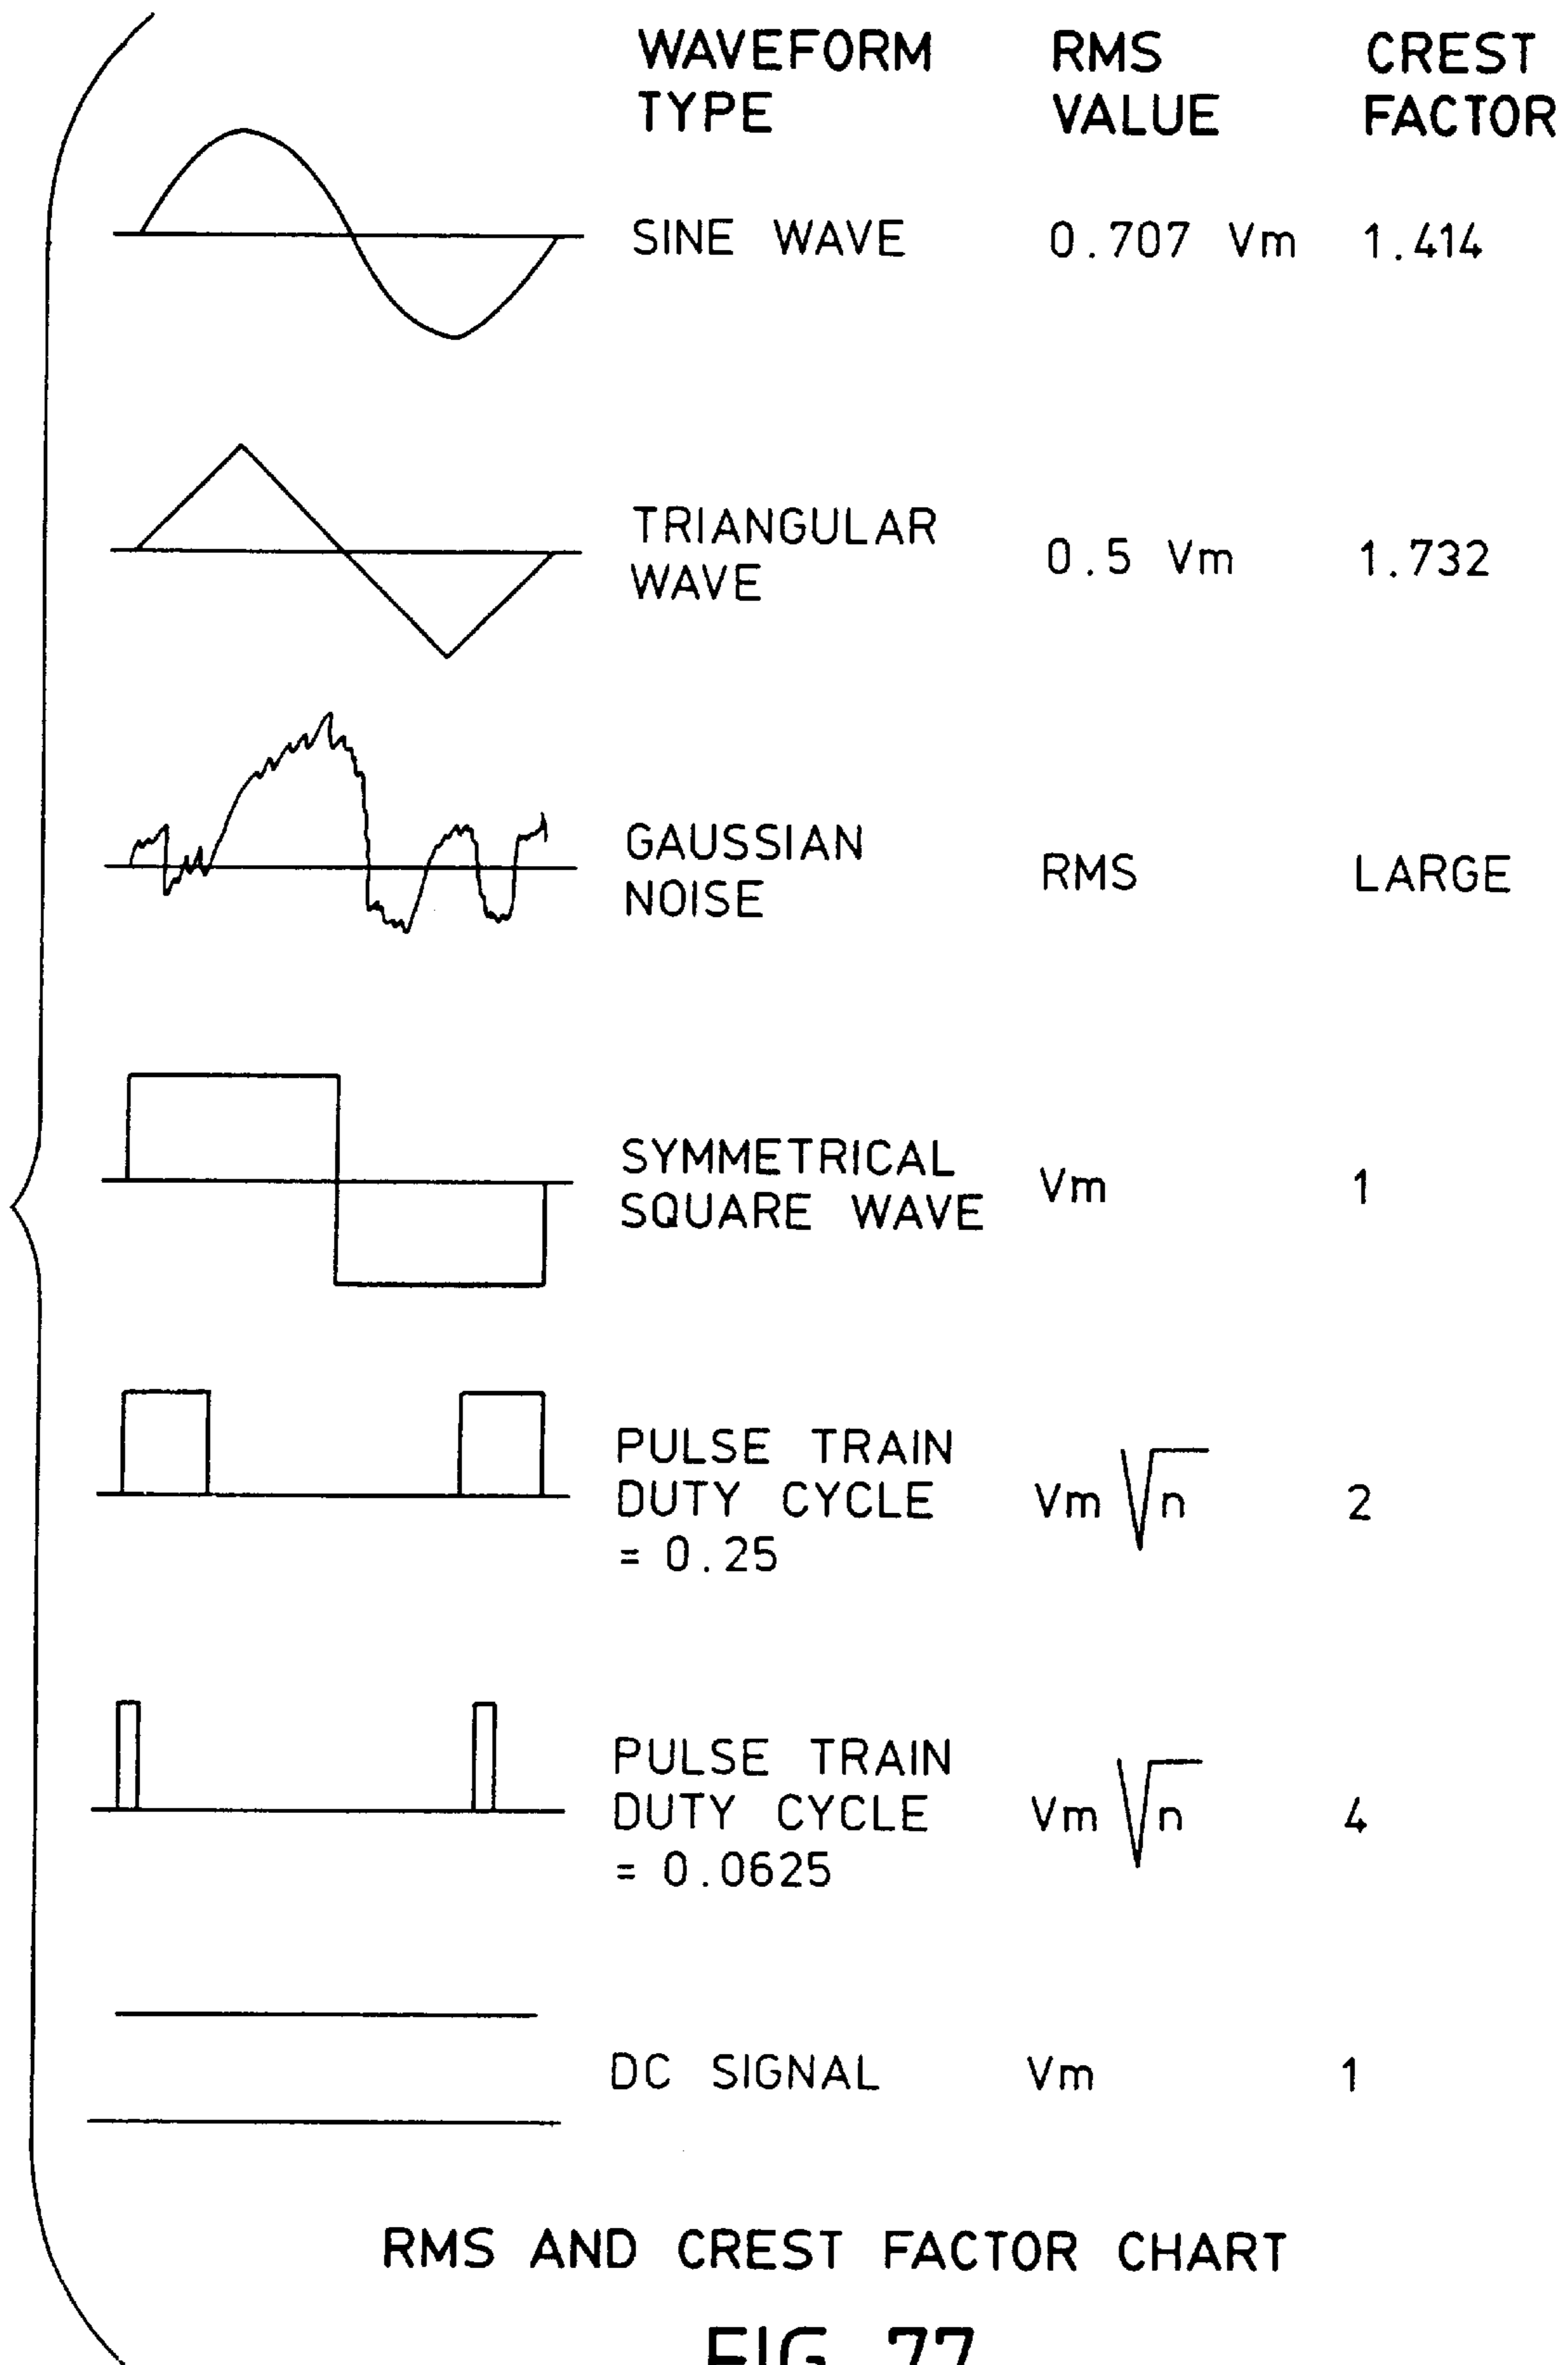 WAVEFORM TYPE RMS VALUE CREST FACTOR
SINE WAVE 0.707 Vm 1.414
TRIANGULAR WAVE 0.5 Vm 1.732
GAUSSIAN NOISE RMS LARGE
SYMMETRICAL SQUARE WAVE Vm 1
PULSE TRAIN DUTY CYCLE = 0.25 Vm √n 2
PULSE TRAIN DUTY CYCLE = 0.0625 Vm √n 4
DC SIGNAL Vm 1
RMS AND CREST FACTOR CHART
FIG. 77